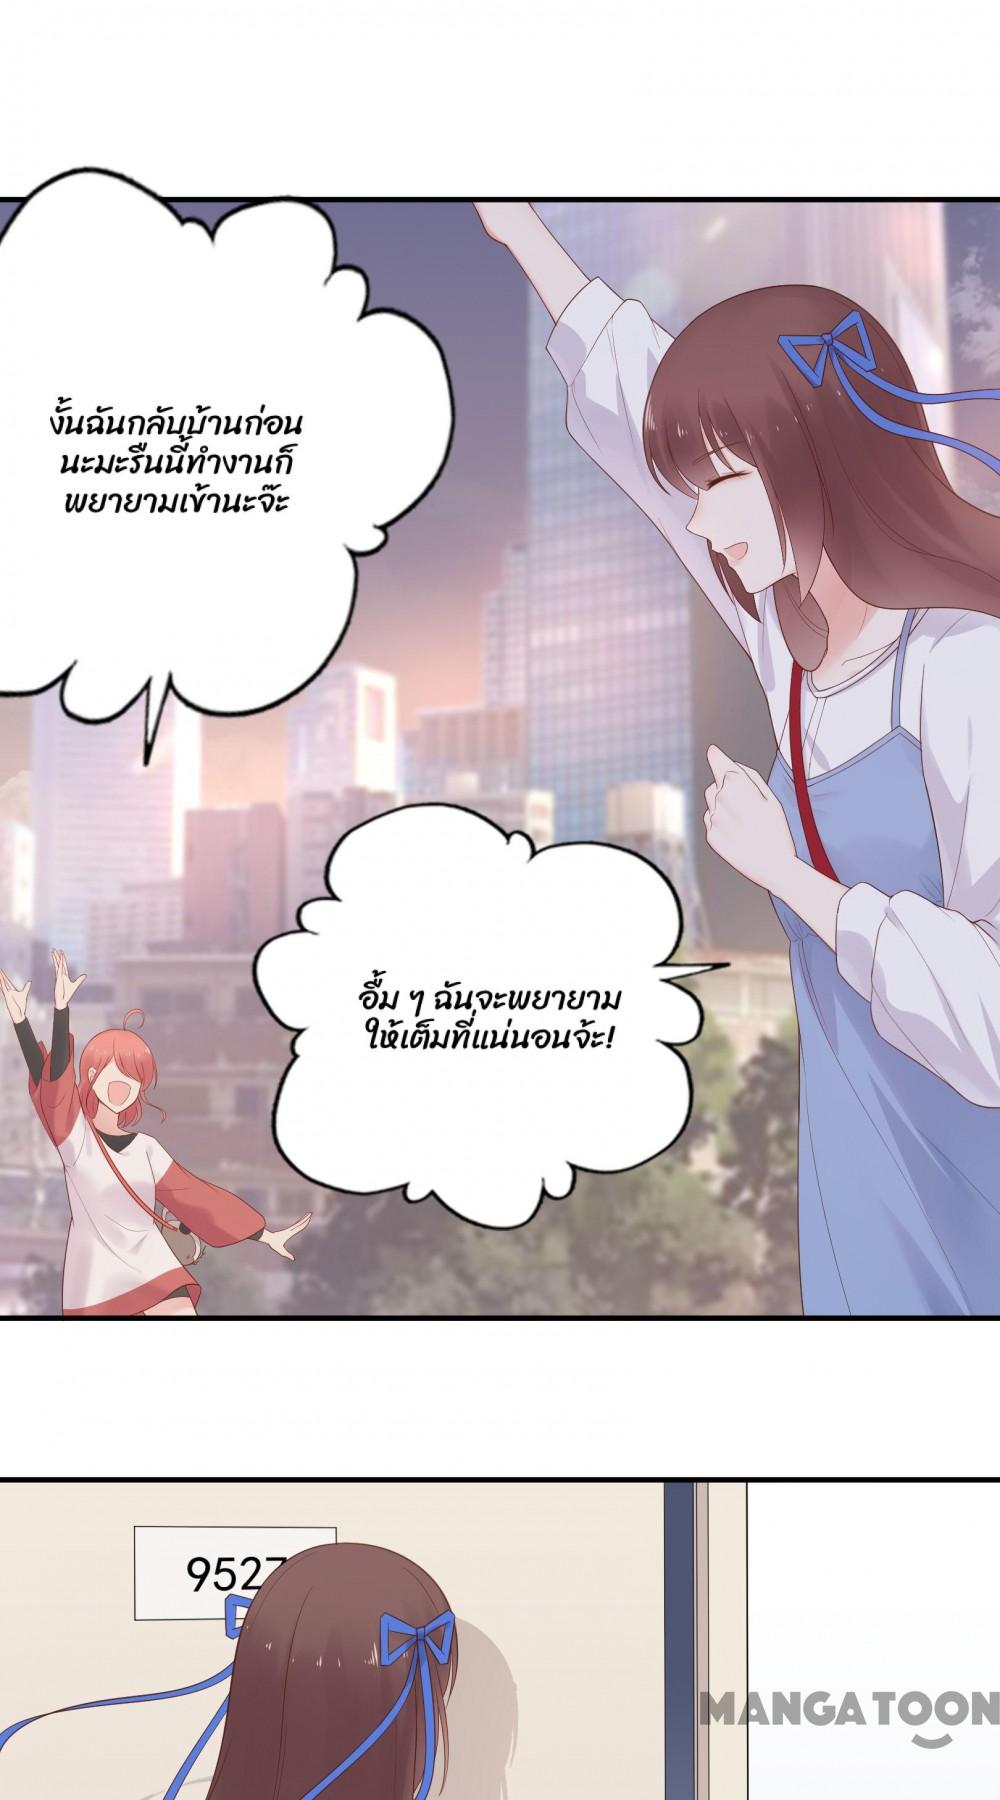 งั้นฉันกลับบ้านก่อน
นะมะรืนนี้ทำงานก็
พยายามเข้านะจ๊ะ
อื้ม ๆ ฉันจะพยายาม
ให้เต็มที่แน่นอนจ้ะ!
9527
MANGATOON